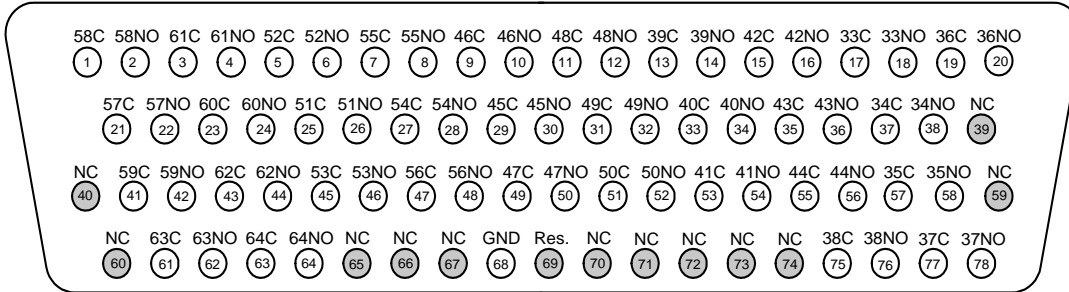 58C 58NO 61C 61NO 52C 52NO 55C 55NO 46C 46NO 48C 48NO 39C 39NO 42C 42NO 33C 33NO 36C 36NO
1 2 3 4 5 6 7 8 9 10 11 12 13 14 15 16 17 18 19 20
57C 57NO 60C 60NO 51C 51NO 54C 54NO 45C 45NO 49C 49NO 40C 40NO 43C 43NO 34C 34NO NC
21 22 23 24 25 26 27 28 29 30 31 32 33 34 35 36 37 38 39
NC 59C 59NO 62C 62NO 53C 53NO 56C 56NO 47C 47NO 50C 50NO 41C 41NO 44C 44NO 35C 35NO NC
40 41 42 43 44 45 46 47 48 49 50 51 52 53 54 55 56 57 58 59
NC 63C 63NO 64C 64NO NC NC NC GND Res. NC NC NC NC NC 38C 38NO 37C 37NO
60 61 62 63 64 65 66 67 68 69 70 71 72 73 74 75 76 77 78